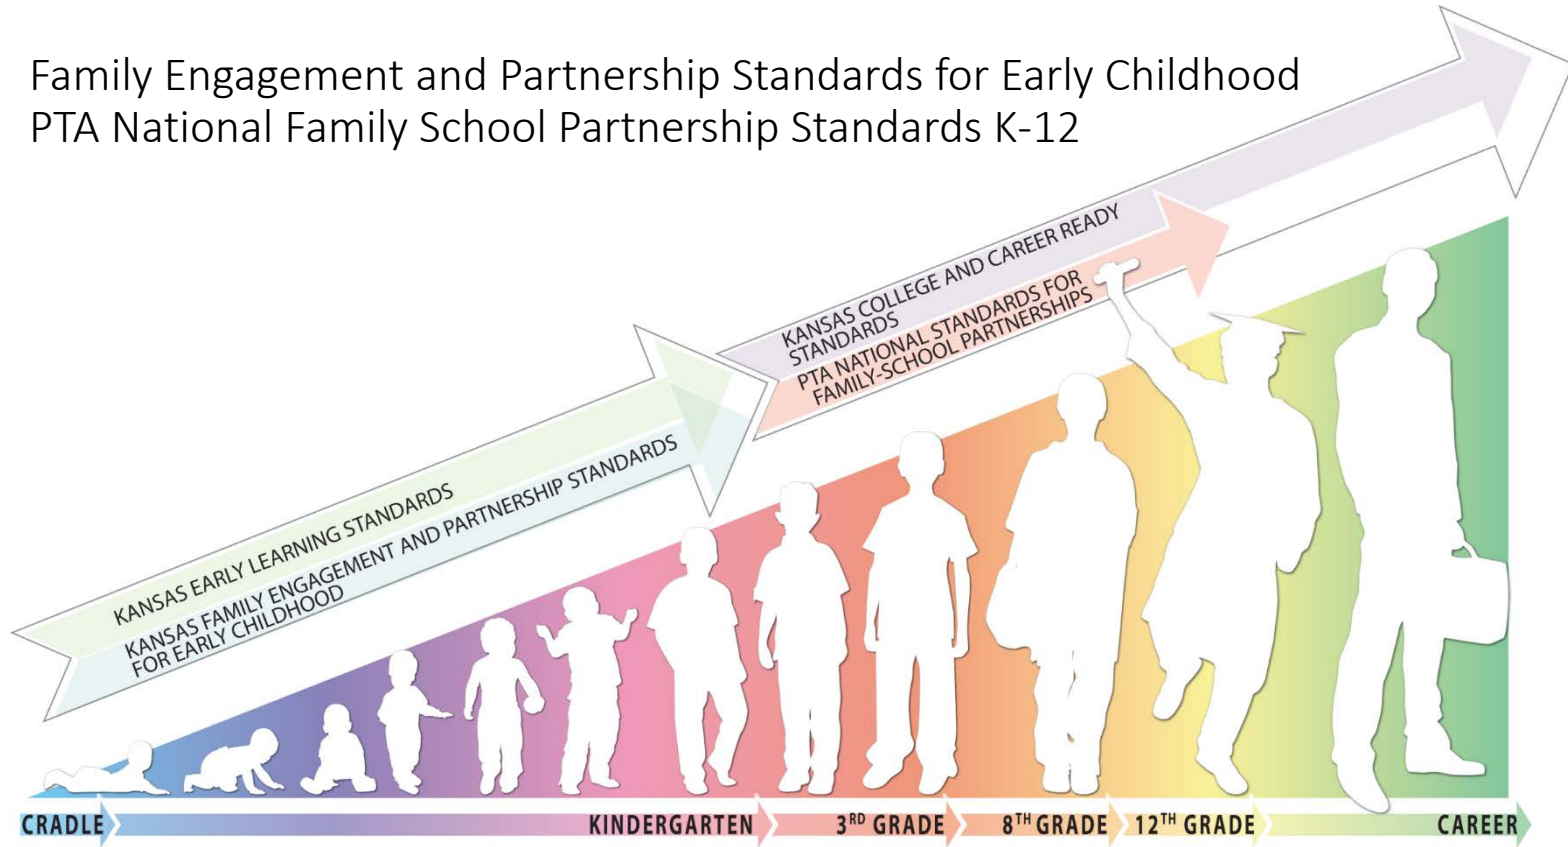 Family Engagement and Partnership Standards for Early Childhood
PTA National Family School Partnership Standards K-12
KANSAS COLLEGE AND CAREER READY
STANDARDS
PTA NATIONAL STANDARDS FOR
FAMILY-SCHOOL PARTNERSHIPS
KANSAS EARLY LEARNING STANDARDS
KANSAS FAMILY ENGAGEMENT AND PARTNERSHIP STANDARDS
FOR EARLY CHILDHOOD
CRADLE KINDERGARTEN 3RD GRADE 8TH GRADE 12TH GRADE CAREER